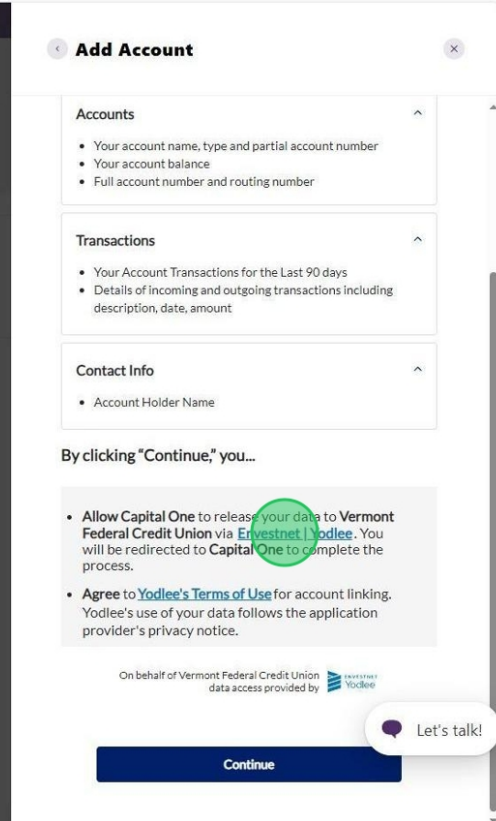 Add Account
Accounts
• Your account name, type and partial account number
• Your account balance
• Full account number and routing number
Transactions
• Your Account Transactions for the Last 90 days
• Details of incoming and outgoing transactions including
description, date, amount
Contact Info
• Account Holder Name
By clicking “Continue,” you...
• Allow Capital One to release your data to Vermont
Federal Credit Union via Envestnet | Yodlee. You
will be redirected to Capital One to complete the
process.
• Agree to Yodlee's Terms of Use for account linking.
Yodlee's use of your data follows the application
provider's privacy notice.
On behalf of Vermont Federal Credit Union
data access provided by
ENVESTNET
Yodlee
Let's talk!
Continue